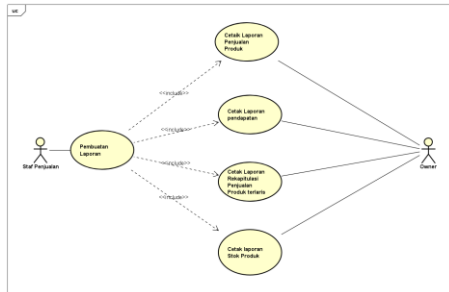 uc
Cetak Laporan
Penjualan
Produk
<<include>>
Cetak Laporan
pendapatan
<<include>>
Staf Penjualan
Pembuatan
Laporan
Owner
<<include>>
Cetak Laporan
Rekapitulasi
Penjualan
Produk terlaris
<<include>>
Cetak laporan
Stok Produk